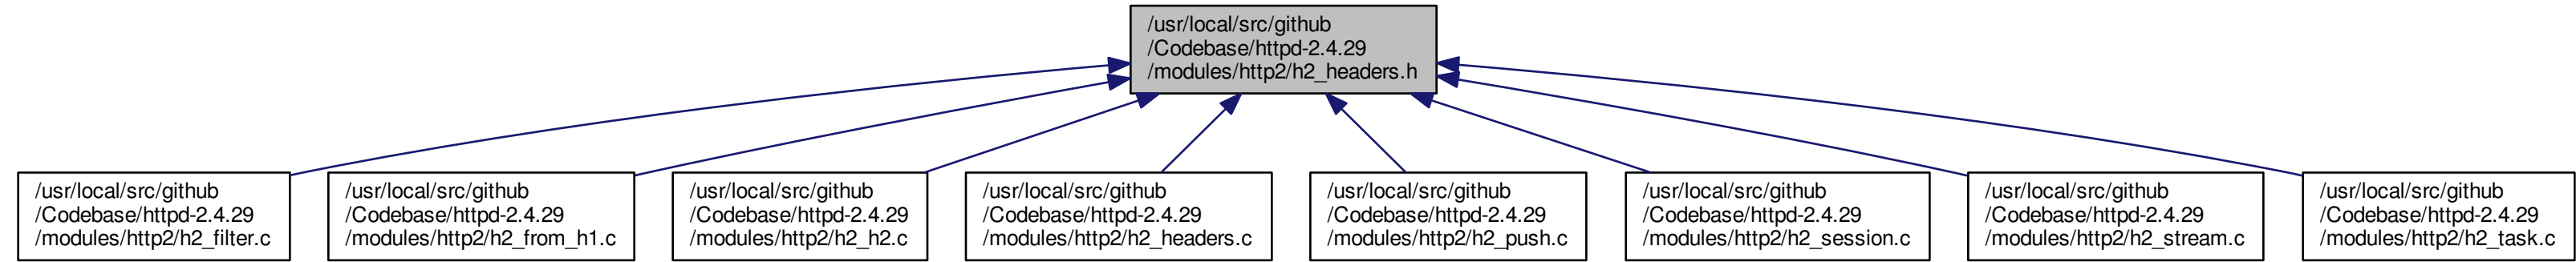 /usr/local/src/github
/Codebase/httpd-2.4.29
/modules/http2/h2_headers.h
/usr/local/src/github
/Codebase/httpd-2.4.29
/modules/http2/h2_filter.c
/usr/local/src/github
/Codebase/httpd-2.4.29
/modules/http2/h2_from_h1.c
/usr/local/src/github
/Codebase/httpd-2.4.29
/modules/http2/h2_h2.c
/usr/local/src/github
/Codebase/httpd-2.4.29
/modules/http2/h2_headers.c
/usr/local/src/github
/Codebase/httpd-2.4.29
/modules/http2/h2_push.c
/usr/local/src/github
/Codebase/httpd-2.4.29
/modules/http2/h2_session.c
/usr/local/src/github
/Codebase/httpd-2.4.29
/modules/http2/h2_stream.c
/usr/local/src/github
/Codebase/httpd-2.4.29
/modules/http2/h2_task.c